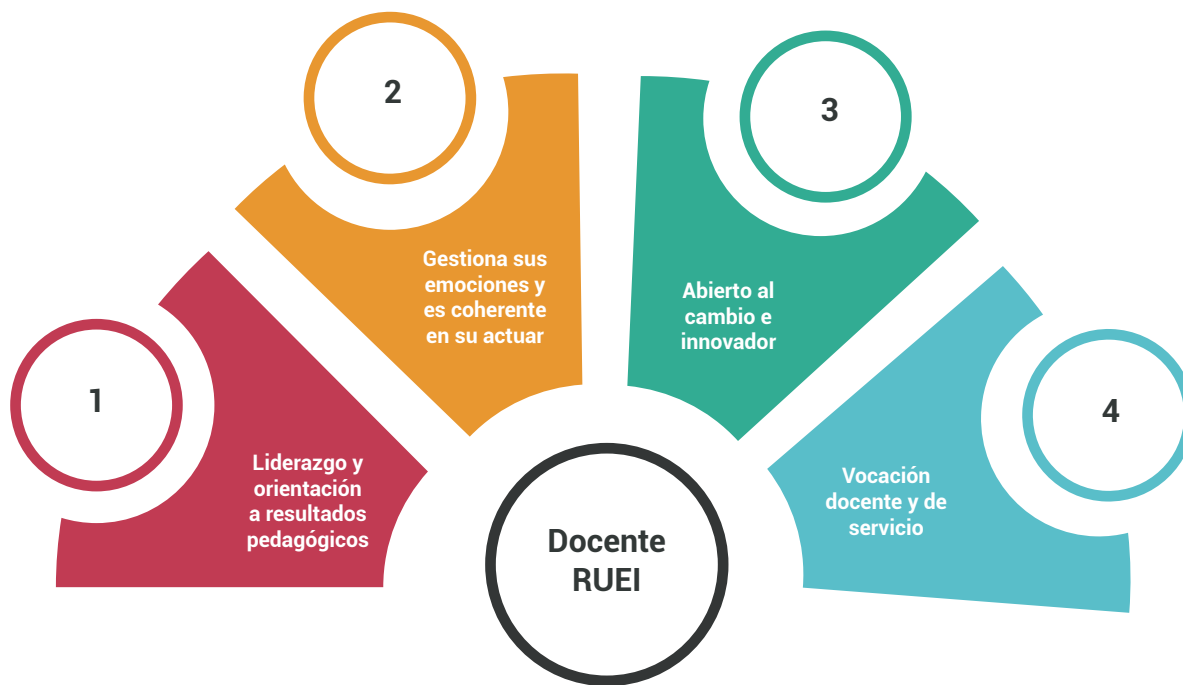 1
Liderazgo y
orientación
a resultados
pedagógicos
2
Gestiona sus
emociones y
es coherente
en su actuar
3
Abierto al
cambio e
innovador
4
Vocación
docente y de
servicio
Docente
RUEI